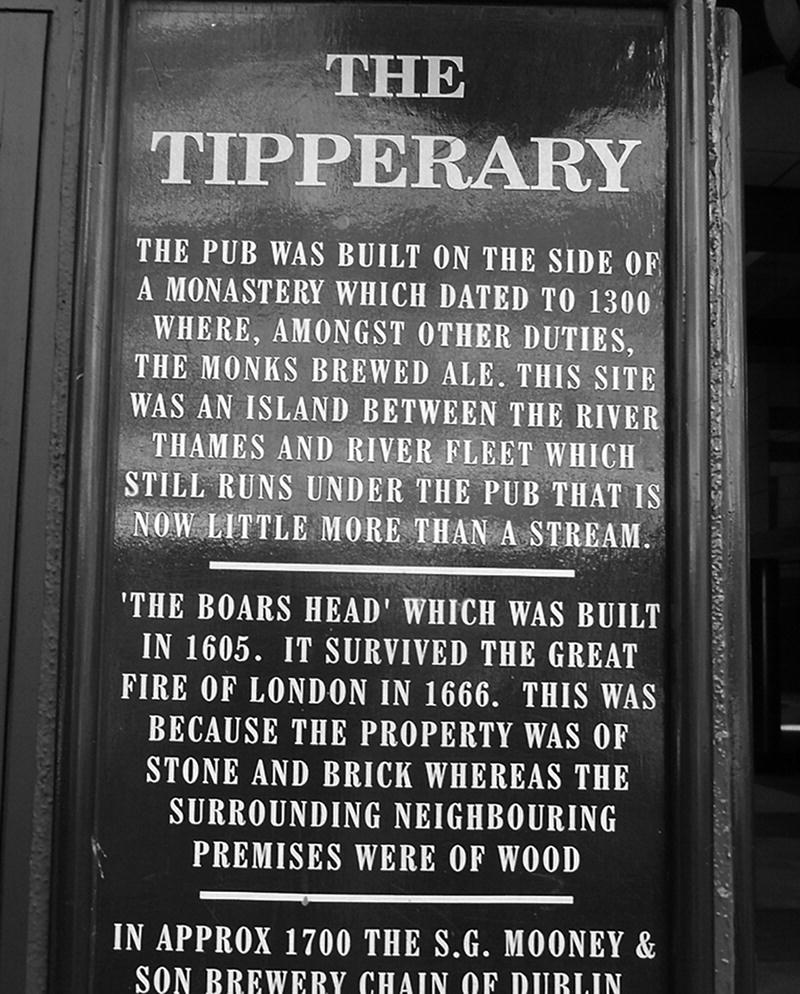 THE
TIPPERARY
THE PUB WAS BUILT ON THE SIDE OF
A MONASTERY WHICH DATED TO 1300
WHERE, AMONGST OTHER DUTIES,
THE MONKS BREWED ALE. THIS SITE
WAS AN ISLAND BETWEEN THE RIVER
THAMES AND RIVER FLEET WHICH
STILL RUNS UNDER THE PUB THAT IS
NOW LITTLE MORE THAN A STREAM.
'THE BOARS HEAD' WHICH WAS BUILT
IN 1605. IT SURVIVED THE GREAT
FIRE OF LONDON IN 1666. THIS WAS
BECAUSE THE PROPERTY WAS OF
STONE AND BRICK WHEREAS THE
SURROUNDING NEIGHBOURING
PREMISES WERE OF WOOD
IN APPROX 1700 THE S.G. MOONEY &
SON BREWERY CHAIN OF DUBLIN